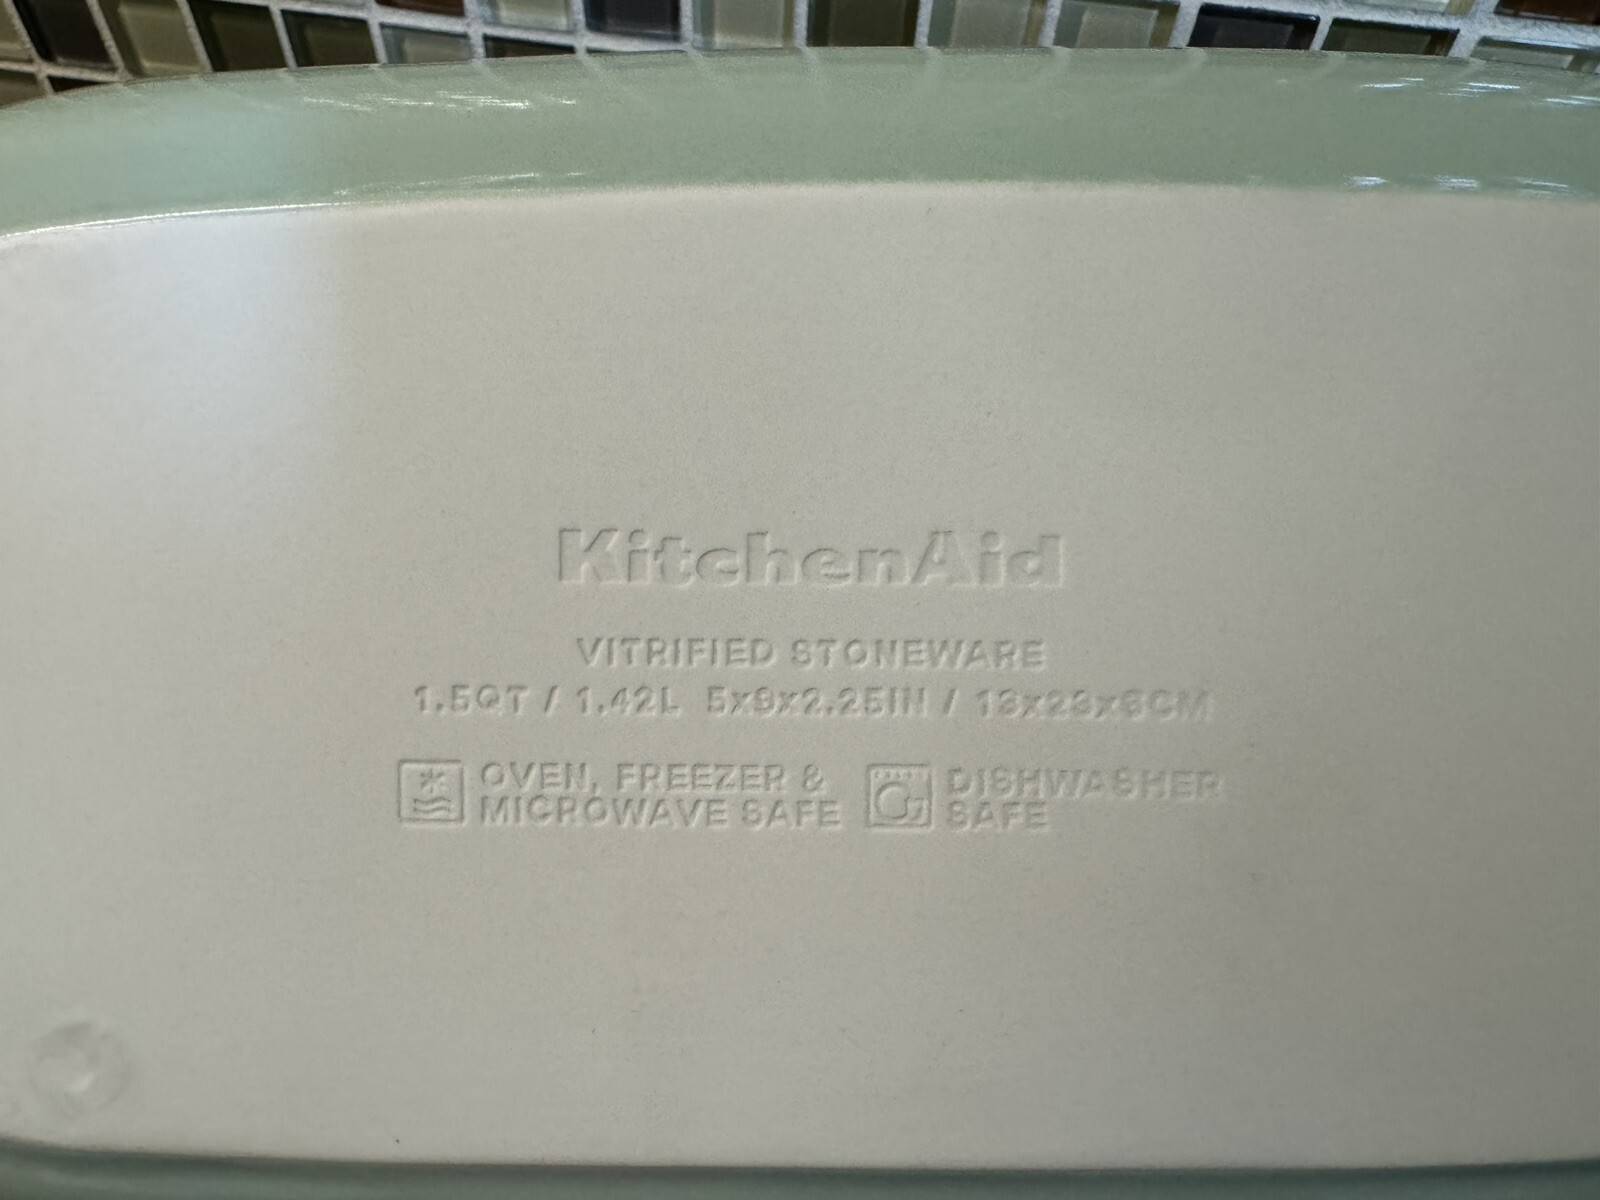 KitchenAid
VITRIFIED STONEWARE
1.5QT / 1.42L 5x9x2.25IN / 13x23x6CM
OVEN, FREEZER &
MICROWAVE SAFE
DISHWASHER
SAFE